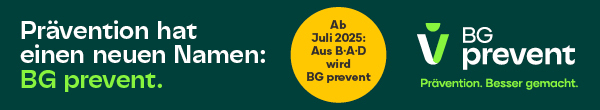 Prävention hat
einen neuen Namen:
BG prevent.
Ab
Juli 2025:
Aus B·A·D
wird
BG prevent
BG
prevent
Prävention. Besser gemacht.